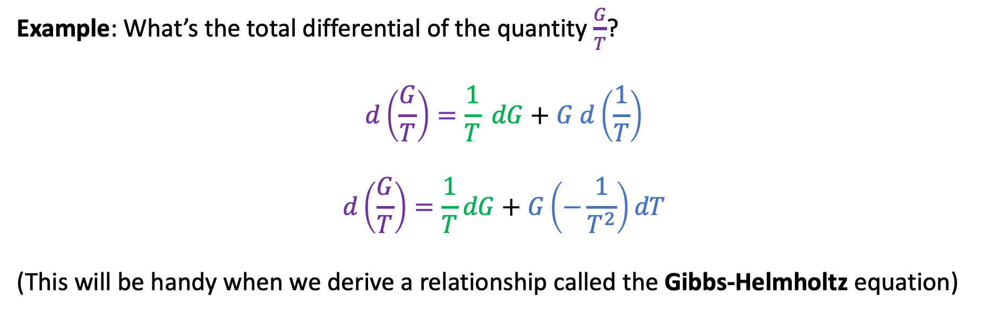 Example: What’s the total differential of the quantity $\frac{G}{T}$?
$d\left(\frac{G}{T}\right) = \frac{1}{T}\,dG + G\,d\left(\frac{1}{T}\right)$
$d\left(\frac{G}{T}\right) = \frac{1}{T}dG + G\left(-\frac{1}{T^2}\right)dT$
(This will be handy when we derive a relationship called the Gibbs-Helmholtz equation)